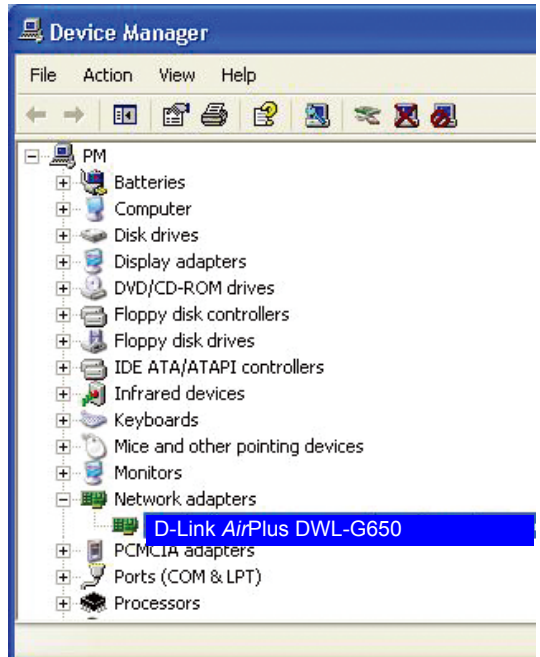 Device Manager
File Action View Help
PM
Batteries
Computer
Disk drives
Display adapters
DVD/CD-ROM drives
Floppy disk controllers
Floppy disk drives
IDE ATA/ATAPI controllers
Infrared devices
Keyboards
Mice and other pointing devices
Monitors
Network adapters
D-Link AirPlus DWL-G650
PCMCIA adapters
Ports (COM & LPT)
Processors